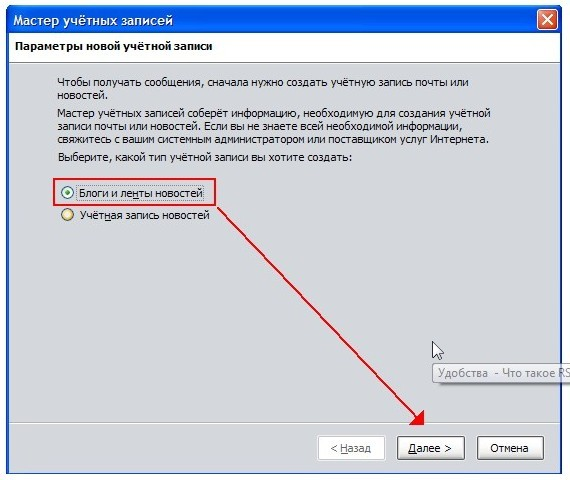 Мастер учётных записей
Параметры новой учётной записи
Чтобы получать сообщения, сначала нужно создать учётную запись почты или
новостей.
Мастер учётных записей соберёт информацию, необходимую для создания учётной
записи почты или новостей. Если вы не знаете всей необходимой информации,
свяжитесь с вашим системным администратором или поставщиком услуг Интернета.
Выберите, какой тип учётной записи вы хотите создать:
Блоги и ленты новостей
Учётная запись новостей
Удобства - Что такое RS
< Назад
Далее >
Отмена